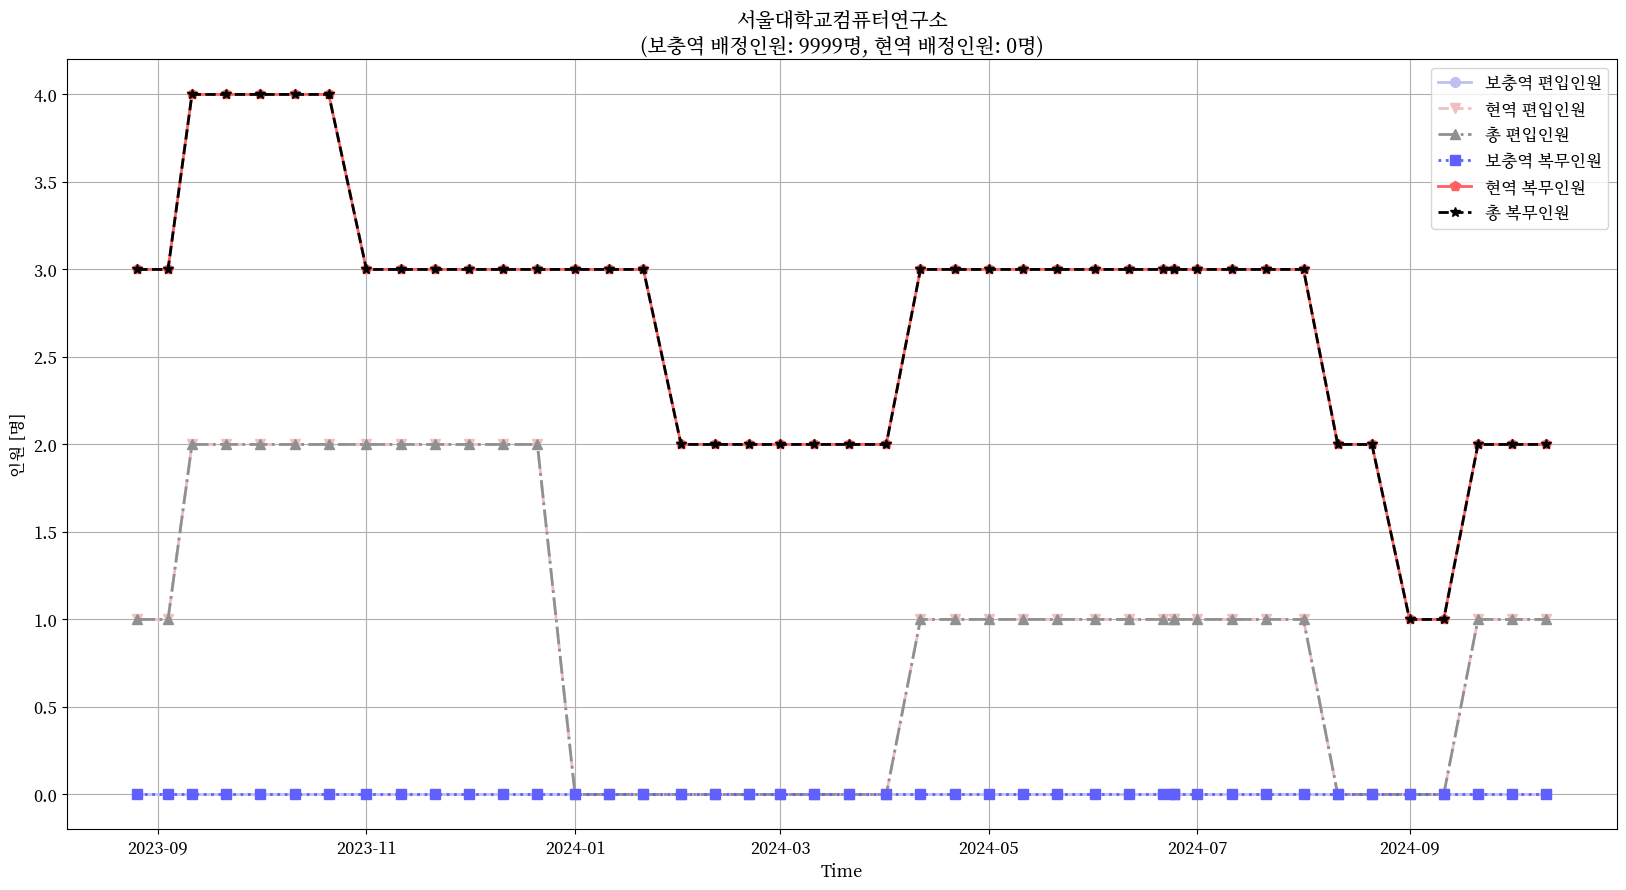 서울대학교컴퓨터연구소
(보충역 배정인원: 9999명, 현역 배정인원: 0명)
보충역 편입인원
현역 편입인원
총 편입인원
보충역 복무인원
현역 복무인원
총 복무인원
4.0
3.5
3.0
2.5
2.0
1.5
1.0
0.5
0.0
인원 [명]
2023-09
2023-11
2024-01
2024-03
2024-05
2024-07
2024-09
Time